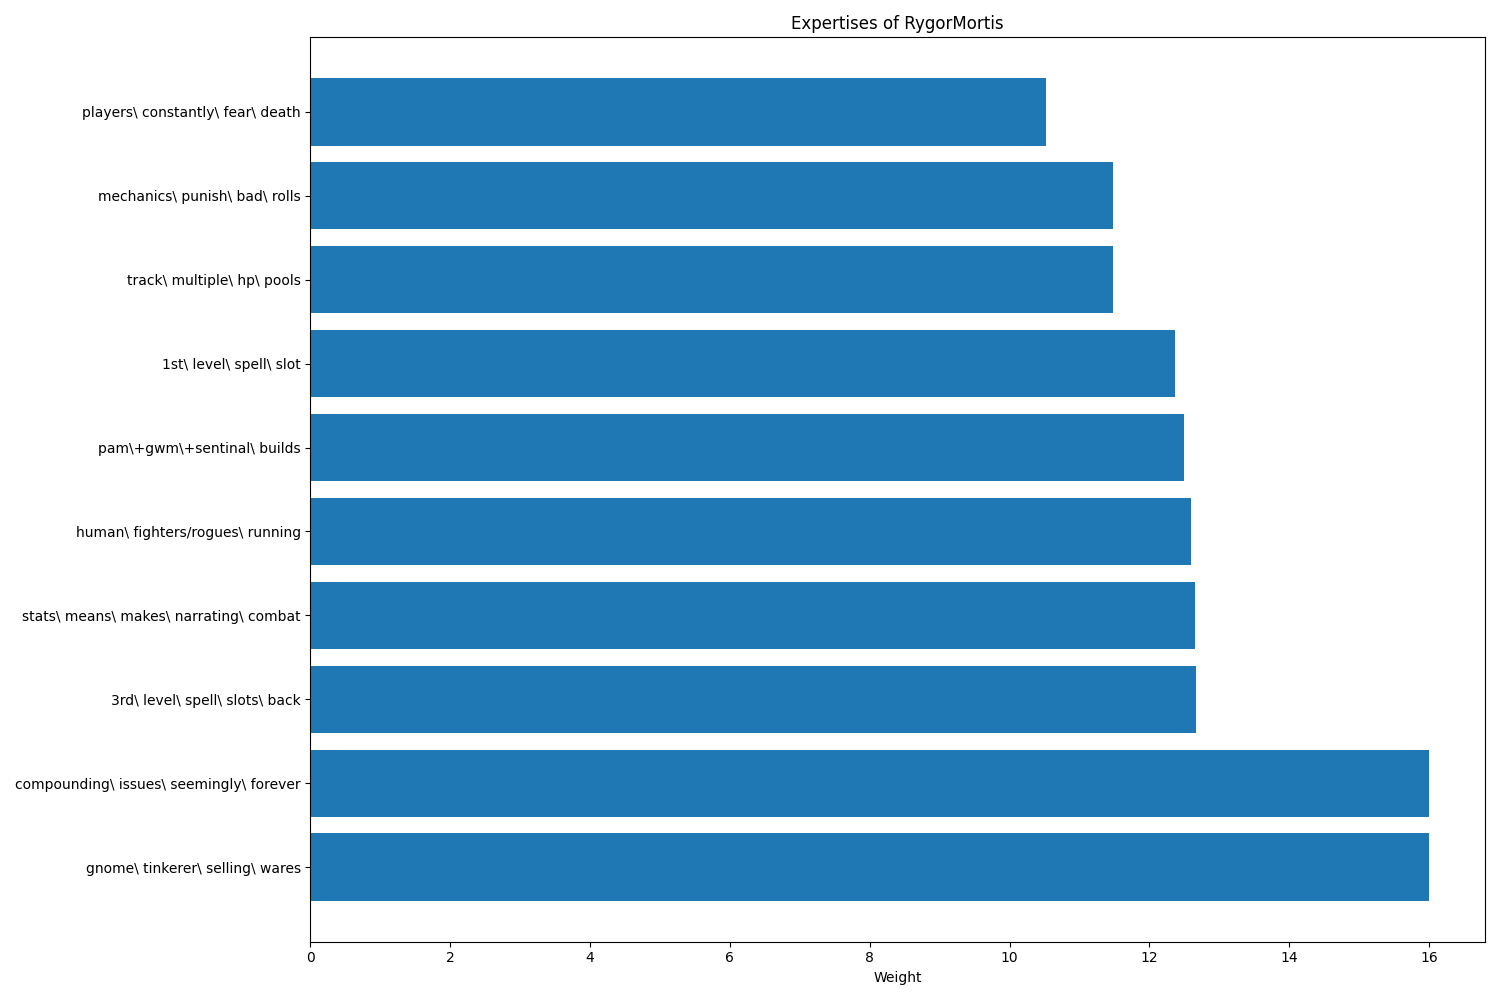 Expertises of RygorMortis
players\ constantly\ fear\ death
mechanics\ punish\ bad\ rolls
track\ multiple\ hp\ pools
1st\ level\ spell\ slot
pam\+gwm\+sentinal\ builds
human\ fighters/rogues\ running
stats\ means\ makes\ narrating\ combat
3rd\ level\ spell\ slots\ back
compounding\ issues\ seemingly\ forever
gnome\ tinkerer\ selling\ wares
0 2 4 6 8 10 12 14 16
Weight